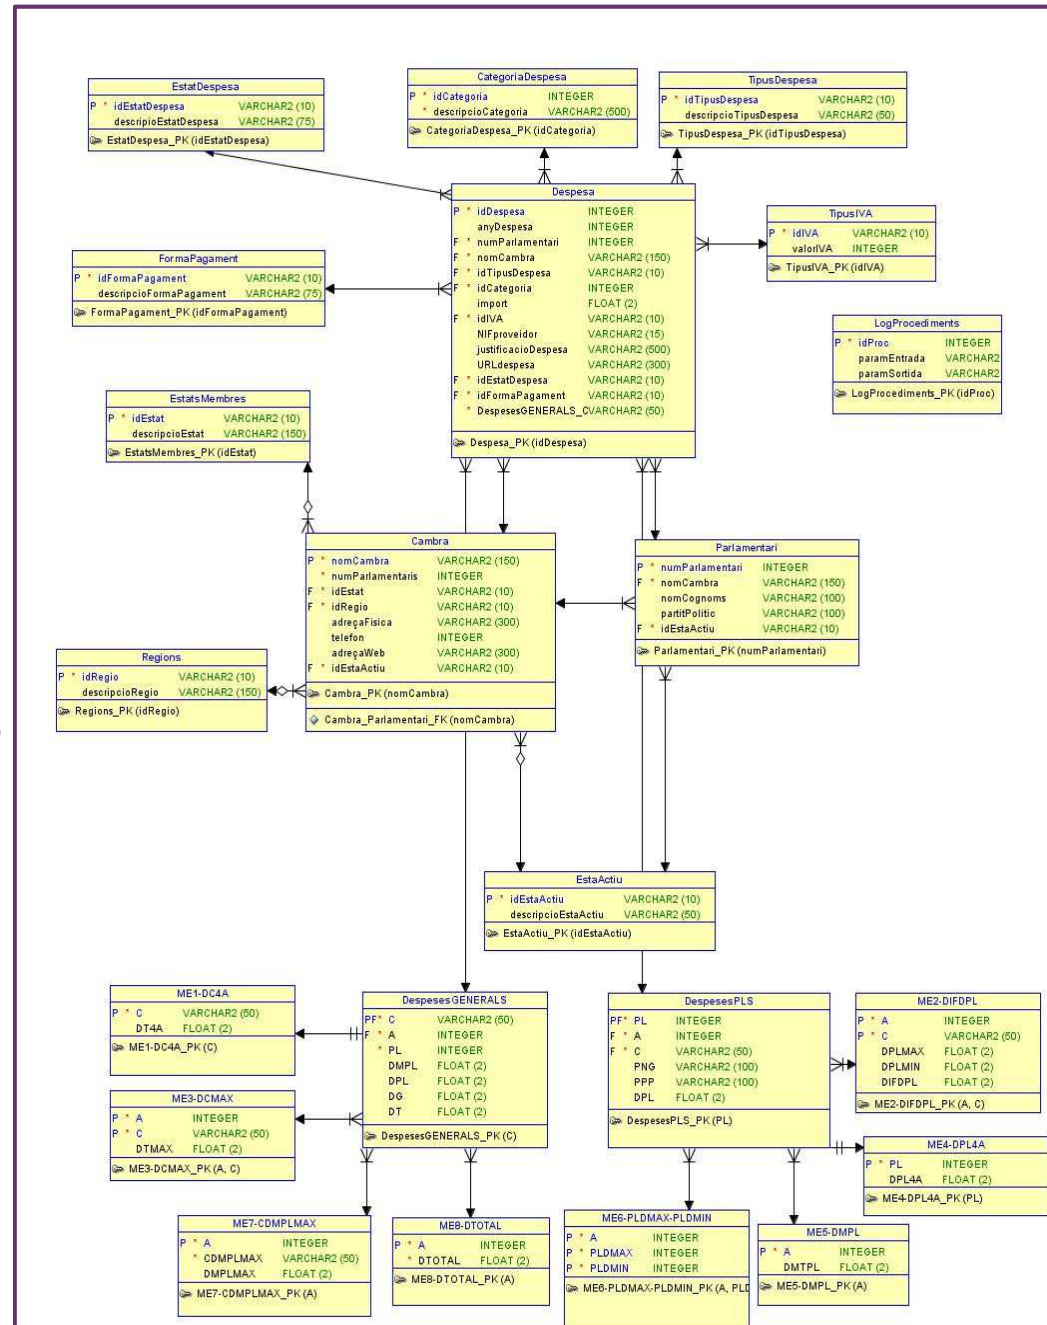 EstatDespesa
P * idEstatDespesa VARCHAR2 (10)
descripioEstatDespesa VARCHAR2 (75)
EstatDespesa_PK (idEstatDespesa)
CategoriaDespesa
P * idCategoria INTEGER
* descripcioCategoria VARCHAR2 (500)
CategoriaDespesa_PK (idCategoria)
TipusDespesa
P * idTipusDespesa VARCHAR2 (10)
descripcioTipusDespesa VARCHAR2 (50)
TipusDespesa_PK (idTipusDespesa)
Despesa
P * idDespesa INTEGER
anyDespesa INTEGER
F * numParlamentari INTEGER
F * nomCambra VARCHAR2 (150)
F * idTipusDespesa VARCHAR2 (10)
F * idCategoria INTEGER
import FLOAT (2)
F * idIVA VARCHAR2 (10)
NIFproveidor VARCHAR2 (15)
justificacioDespesa VARCHAR2 (500)
URLdespesa VARCHAR2 (300)
F * idEstatDespesa VARCHAR2 (10)
F * idFormaPagament VARCHAR2 (10)
* DespesesGENERALS_CVARCHAR2 (50)
Despesa_PK (idDespesa)
TipusIVA
P * idIVA VARCHAR2 (10)
valorIVA INTEGER
TipusIVA_PK (idIVA)
FormaPagament
P * idFormaPagament VARCHAR2 (10)
descripcioFormaPagament VARCHAR2 (75)
FormaPagament_PK (idFormaPagament)
LogProcediments
P * idProc INTEGER
paramEntrada VARCHAR2
paramSortida VARCHAR2
LogProcediments_PK (idProc)
EstatsMembres
P * idEstat VARCHAR2 (10)
descripcioEstat VARCHAR2 (150)
EstatsMembres_PK (idEstat)
Cambra
P * nomCambra VARCHAR2 (150)
* numParlamentaris INTEGER
F * idEstat VARCHAR2 (10)
F * idRegio VARCHAR2 (10)
adreçaFisica VARCHAR2 (300)
telefon INTEGER
adreçaWeb VARCHAR2 (300)
F * idEstaActiu VARCHAR2 (10)
Cambra_PK (nomCambra)
Cambra_Parlamentari_FK (nomCambra)
Parlamentari
P * numParlamentari INTEGER
F * nomCambra VARCHAR2 (150)
nomCognoms VARCHAR2 (100)
partitPolitic VARCHAR2 (100)
F * idEstaActiu VARCHAR2 (10)
Parlamentari_PK (numParlamentari)
Regions
P * idRegio VARCHAR2 (10)
descripcioRegio VARCHAR2 (150)
Regions_PK (idRegio)
EstaActiu
P * idEstaActiu VARCHAR2 (10)
descripcioEstaActiu VARCHAR2 (50)
EstaActiu_PK (idEstaActiu)
ME1-DC4A
P * C VARCHAR2 (50)
DT4A FLOAT (2)
ME1-DC4A_PK (C)
DespesesGENERALS
PF* C VARCHAR2 (50)
F * A INTEGER
* PL INTEGER
DMPL FLOAT (2)
DPL FLOAT (2)
DG FLOAT (2)
DT FLOAT (2)
DespesesGENERALS_PK (C)
DespesesPLS
PF* PL INTEGER
F * A INTEGER
F * C VARCHAR2 (50)
PNG VARCHAR2 (100)
PPP VARCHAR2 (100)
DPL FLOAT (2)
DespesesPLS_PK (PL)
ME2-DIFDPL
P * A INTEGER
P * C VARCHAR2 (50)
DPLMAX FLOAT (2)
DPLMIN FLOAT (2)
DIFDPL FLOAT (2)
ME2-DIFDPL_PK (A, C)
ME3-DCMAX
P * A INTEGER
P * C VARCHAR2 (50)
DTMAX FLOAT (2)
ME3-DCMAX_PK (A, C)
ME4-DPL4A
P * PL INTEGER
DPL4A FLOAT (2)
ME4-DPL4A_PK (PL)
ME7-CDMPLMAX
P * A INTEGER
* CDMPLMAX VARCHAR2 (50)
DMPLMAX FLOAT (2)
ME7-CDMPLMAX_PK (A)
ME8-DTOTAL
P * A INTEGER
* DTOTAL FLOAT (2)
ME8-DTOTAL_PK (A)
ME6-PLDMAX-PLDMIN
P * A INTEGER
P * PLDMAX INTEGER
P * PLDMIN INTEGER
ME6-PLDMAX-PLDMIN_PK (A, PLD
ME5-DMPL
P * A INTEGER
DMTPL FLOAT (2)
ME5-DMPL_PK (A)